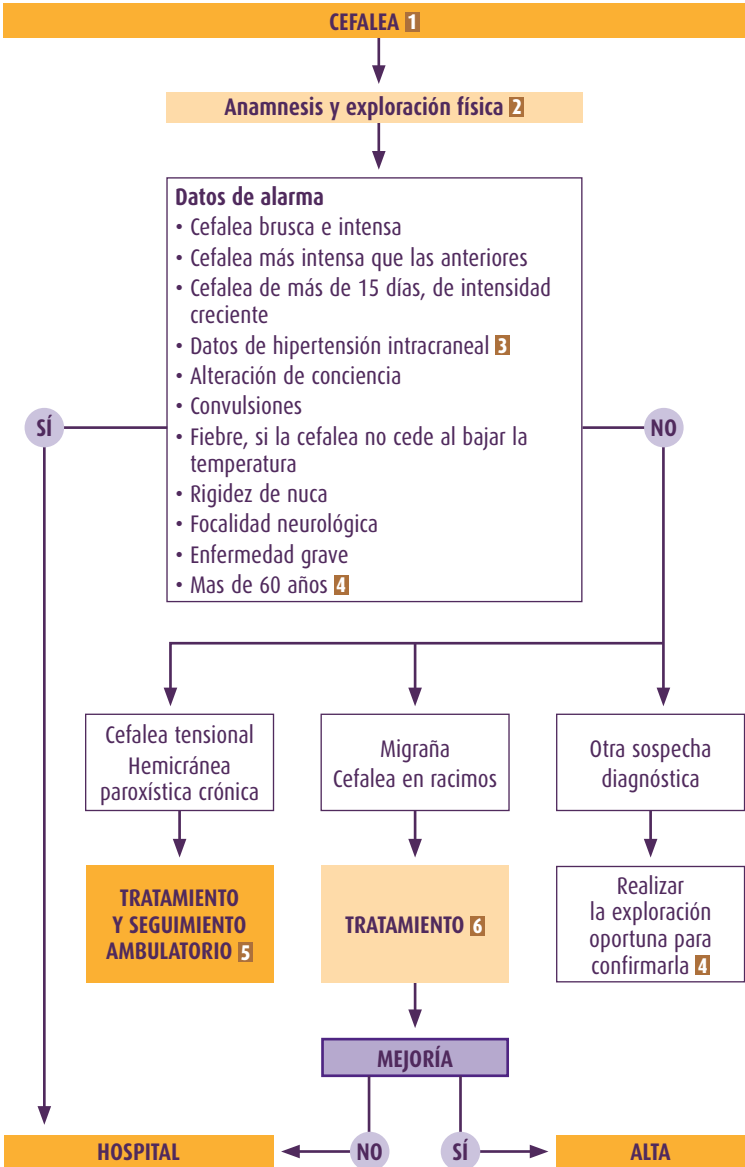 CEFALEA 1
Anamnesis y exploración física 2
Datos de alarma
• Cefalea brusca e intensa
• Cefalea más intensa que las anteriores
• Cefalea de más de 15 días, de intensidad
creciente
• Datos de hipertensión intracraneal 3
• Alteración de conciencia
• Convulsiones
• Fiebre, si la cefalea no cede al bajar la
temperatura
• Rigidez de nuca
• Focalidad neurológica
• Enfermedad grave
• Mas de 60 años 4
SÍ
NO
Cefalea tensional
Hemicránea
paroxística crónica
Migraña
Cefalea en racimos
Otra sospecha
diagnóstica
TRATAMIENTO
Y SEGUIMIENTO
AMBULATORIO 5
TRATAMIENTO 6
Realizar
la exploración
oportuna para
confirmarla 4
MEJORÍA
HOSPITAL
NO
SÍ
ALTA